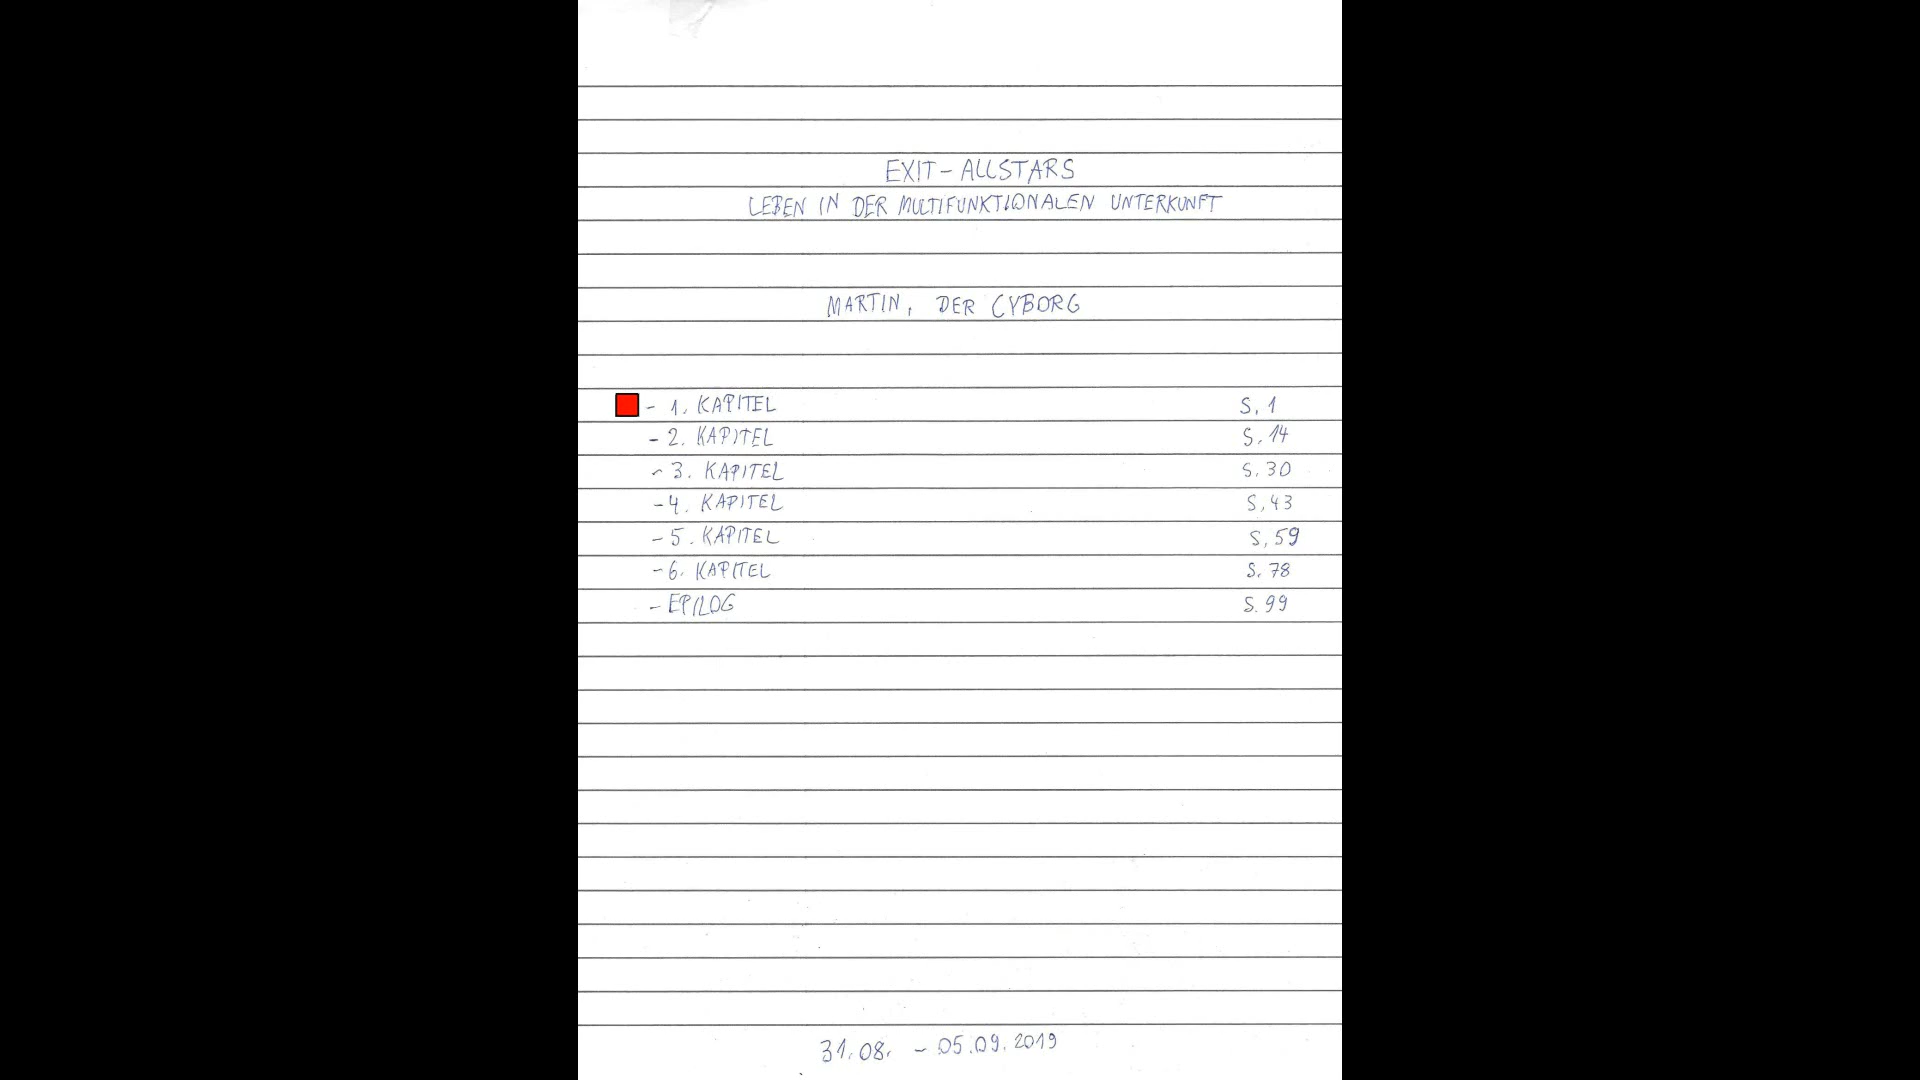 EXIT-ALLSTARS
LEBEN IN DER MULTIFUNKTIONALEN UNTERKUNFT
MARTIN, DER CYBORG
- 1. KAPITEL S. 1
- 2. KAPITEL S. 14
- 3. KAPITEL S. 30
- 4. KAPITEL S. 43
- 5. KAPITEL S. 59
- 6. KAPITEL S. 78
- EPILOG S. 99
31.08. - 05.09.2019